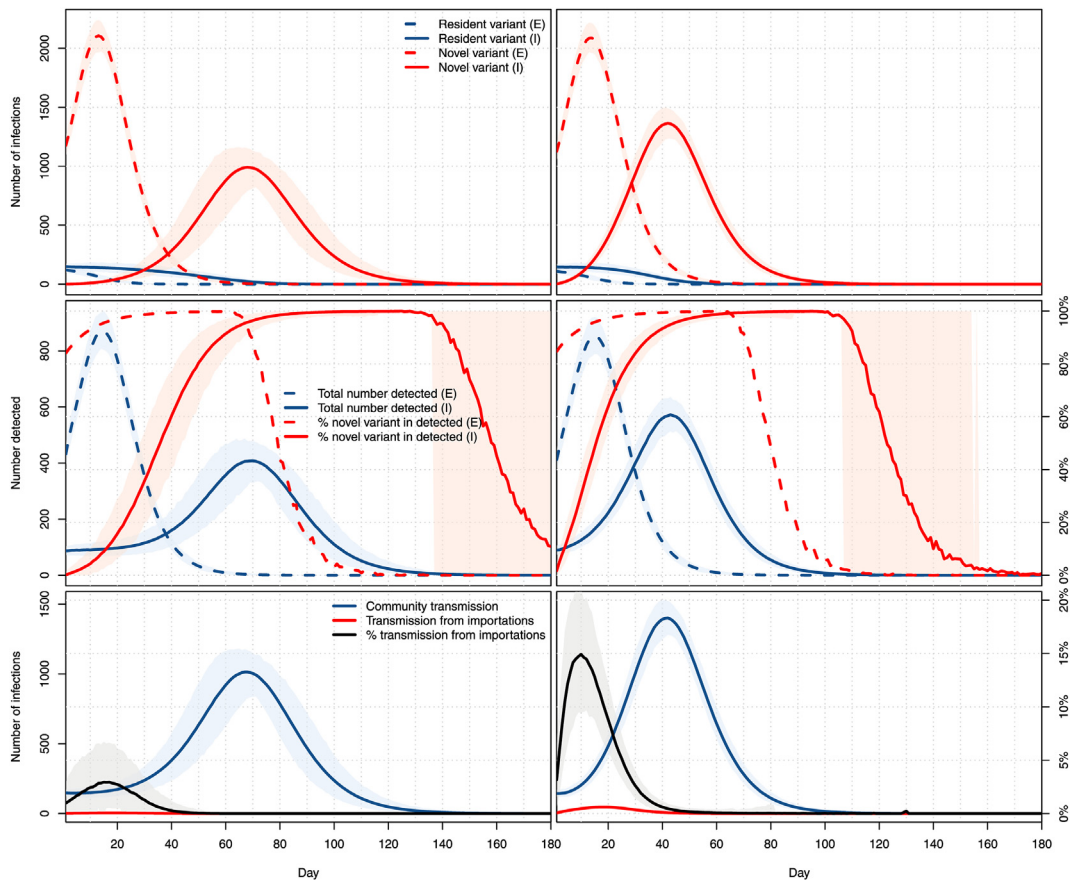 Number of infections
2000
1500
1000
500
0
Resident variant (E)
Resident variant (I)
Novel variant (E)
Novel variant (I)
Number detected
800
600
400
200
0
Total number detected (E)
Total number detected (I)
% novel variant in detected (E)
% novel variant in detected (I)
100%
80%
60%
40%
20%
0%
Number of infections
1500
1000
500
0
Community transmission
Transmission from importations
% transmission from importations
20%
15%
10%
5%
0%
20 40 60 80 100 120 140 160 180
20 40 60 80 100 120 140 160 180
Day
Day